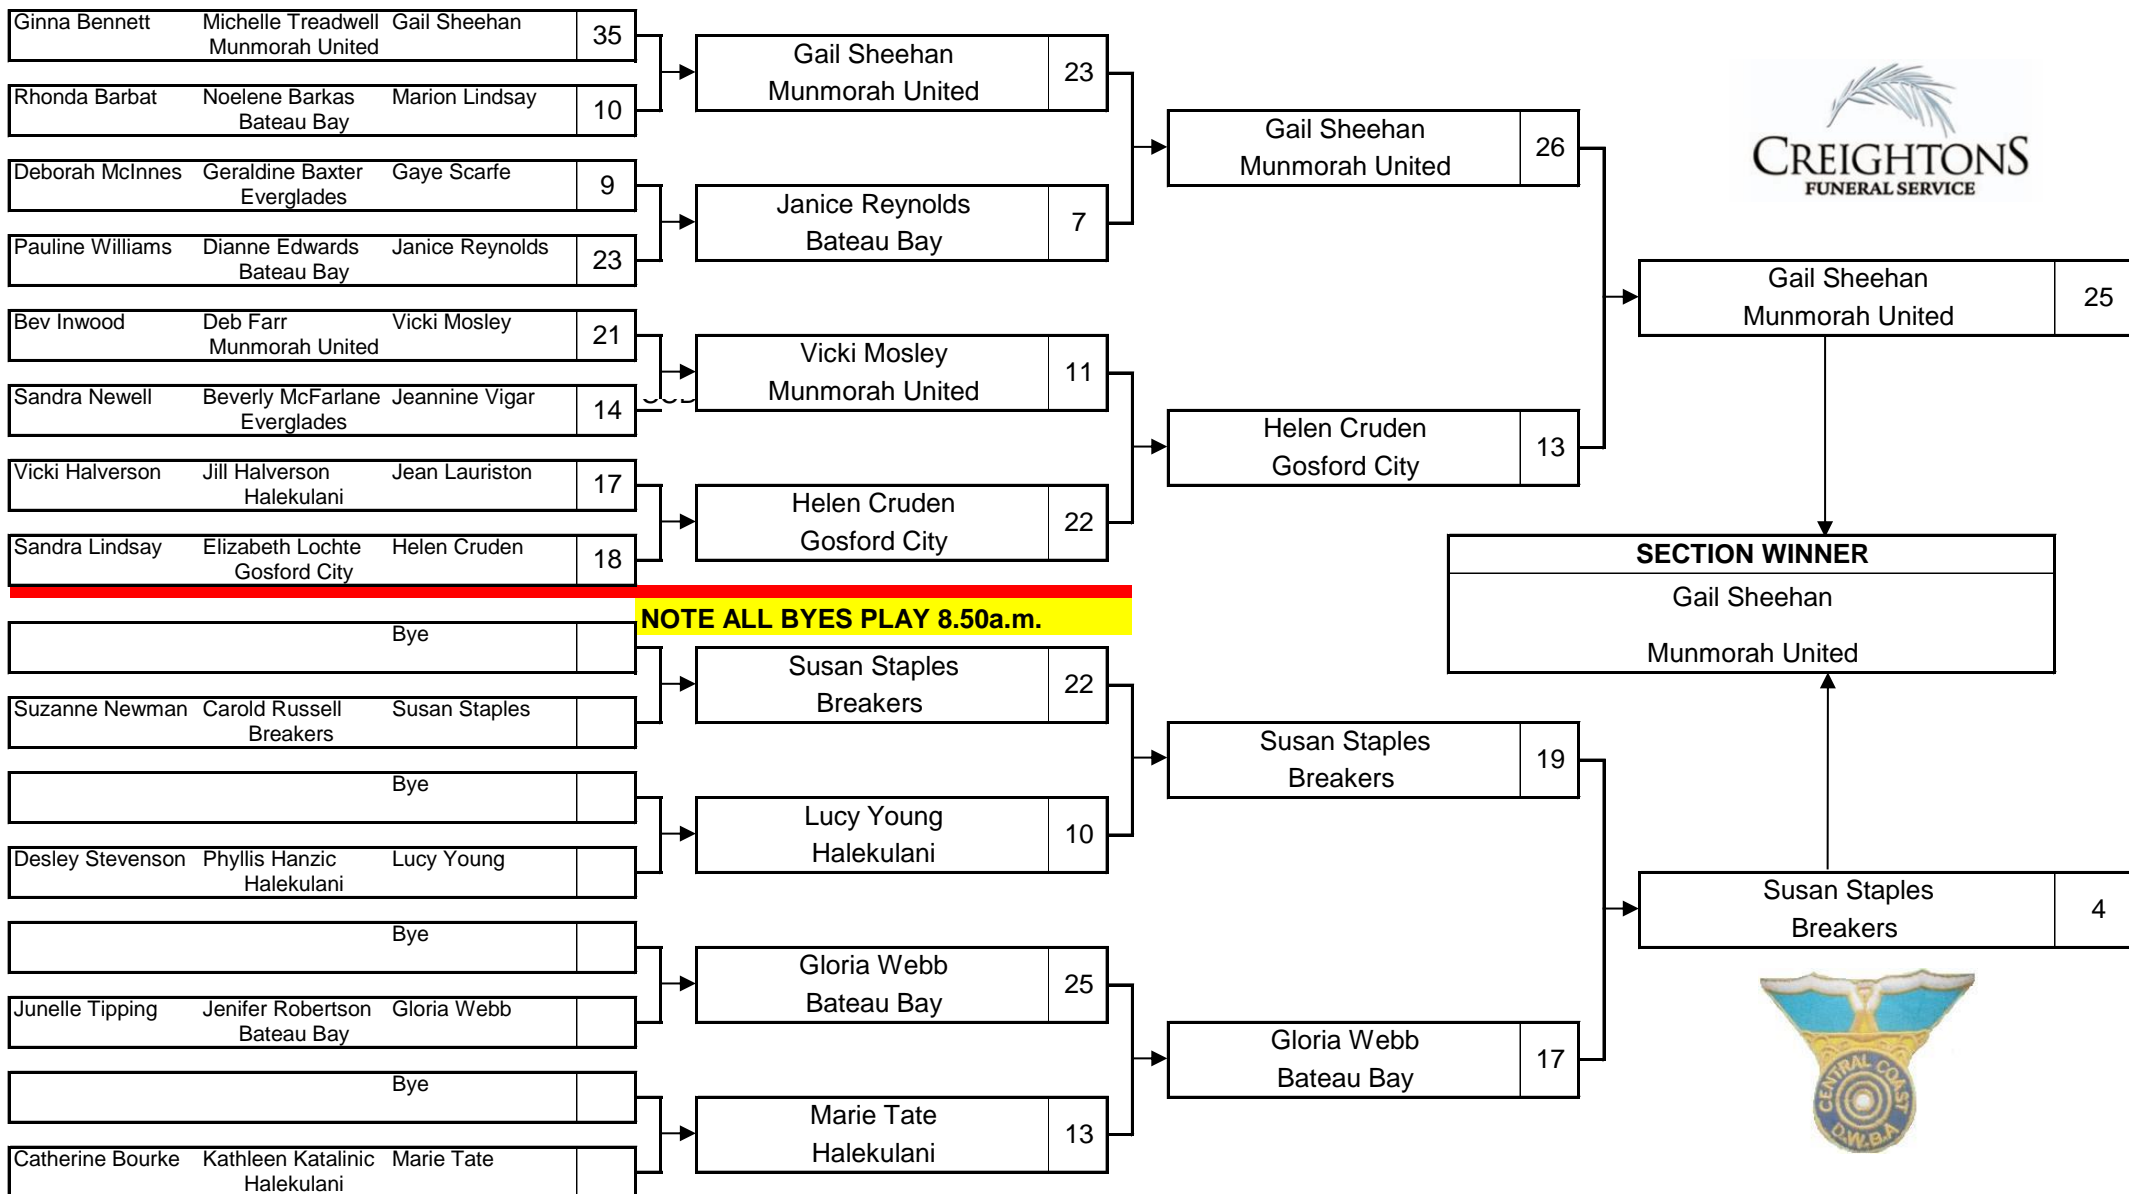 Ginna Bennett Michelle Treadwell Gail Sheehan
Munmorah United
35
Rhonda Barbat Noelene Barkas Marion Lindsay
Bateau Bay
10
Deborah McInnes Geraldine Baxter Gaye Scarfe
Everglades
9
Pauline Williams Dianne Edwards Janice Reynolds
Bateau Bay
23
Bev Inwood Deb Farr Vicki Mosley
Munmorah United
21
Sandra Newell Beverly McFarlane Jeannine Vigar
Everglades
14
Vicki Halverson Jill Halverson Jean Lauriston
Halekulani
17
Sandra Lindsay Elizabeth Lochte Helen Cruden
Gosford City
18
NOTE ALL BYES PLAY 8.50a.m.
Bye
Suzanne Newman Carold Russell Susan Staples
Breakers
Bye
Desley Stevenson Phyllis Hanzic Lucy Young
Halekulani
Bye
Junelle Tipping Jenifer Robertson Gloria Webb
Bateau Bay
Bye
Catherine Bourke Kathleen Katalinic Marie Tate
Halekulani
Gail Sheehan
Munmorah United
23
Janice Reynolds
Bateau Bay
7
Vicki Mosley
Munmorah United
11
Helen Cruden
Gosford City
22
Susan Staples
Breakers
22
Lucy Young
Halekulani
10
Gloria Webb
Bateau Bay
25
Marie Tate
Halekulani
13
Gail Sheehan
Munmorah United
26
Helen Cruden
Gosford City
13
Susan Staples
Breakers
19
Gloria Webb
Bateau Bay
17
CREIGHTONS
FUNERAL SERVICE
Gail Sheehan
Munmorah United
25
SECTION WINNER
Gail Sheehan
Munmorah United
Susan Staples
Breakers
4
CENTRAL COAST
D.W.B.A